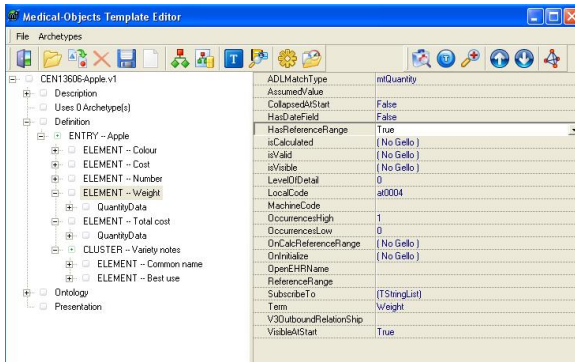 Medical-Objects Template Editor
File Archetypes
CEN13606-Apple.v1
Description
Uses 0 Archetype(s)
Definition
ENTRY -- Apple
ELEMENT -- Colour
ELEMENT -- Cost
ELEMENT -- Number
ELEMENT -- Weight
QuantityData
ELEMENT -- Total cost
QuantityData
CLUSTER -- Variety notes
ELEMENT -- Common name
ELEMENT -- Best use
Ontology
Presentation
ADLMatchType mtQuantity
AssumedValue
CollapsedAtStart False
HasDateField False
HasReferenceRange True
isCalculated ( No Gello )
isValid ( No Gello )
isVisible ( No Gello )
LevelOfDetail 0
LocalCode at0004
MachineCode
OccurrencesHigh 1
OccurrencesLow 0
OnCalcReferenceRange ( No Gello )
OnInitialize ( No Gello )
OpenEHRName
ReferenceRange
SubscribeTo (TStringList)
Term Weight
V3OutboundRelationShip
VisibleAtStart True